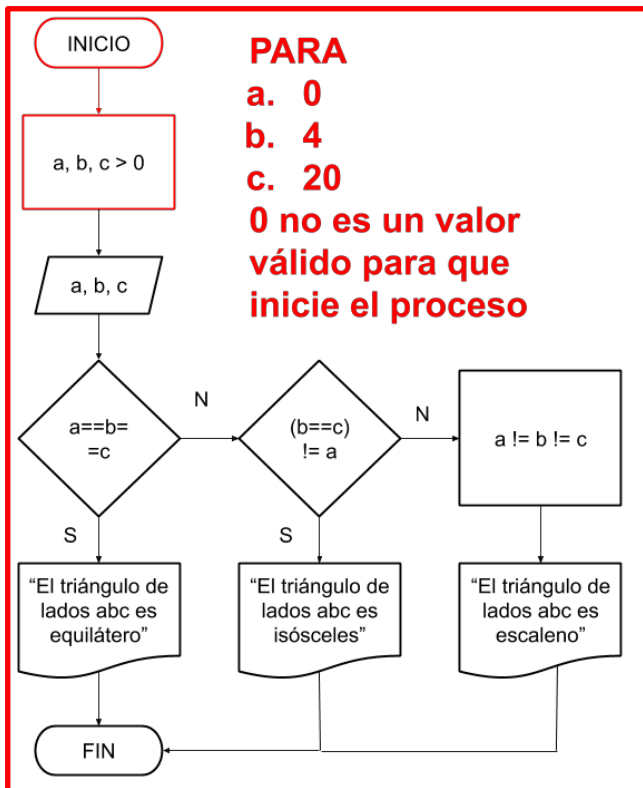 INICIO
PARA
a. 0
b. 4
c. 20
0 no es un valor
válido para que
inicie el proceso
a, b, c > 0
a, b, c
a==b=
=c
N
(b==c)
!= a
N
a != b != c
S
S
“El triángulo de
lados abc es
equilátero”
“El triángulo de
lados abc es
isósceles”
“El triángulo de
lados abc es
escaleno”
FIN